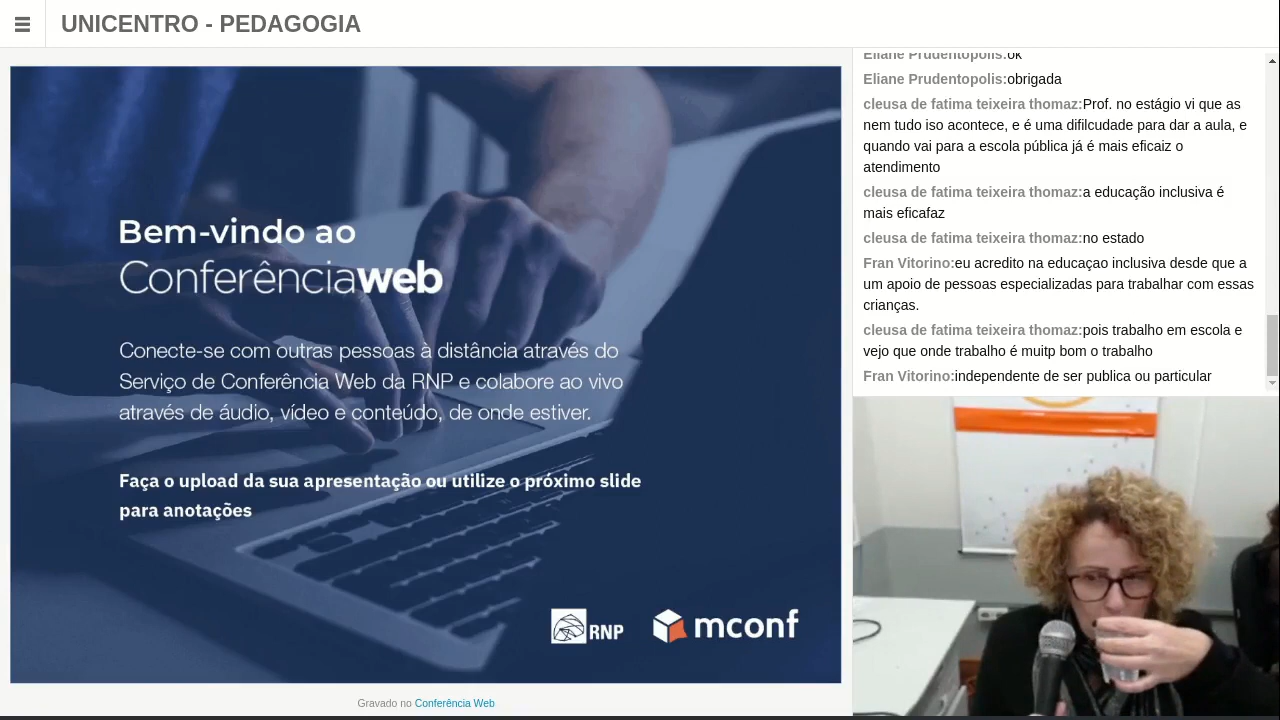 UNICENTRO - PEDAGOGIA
Bem-vindo ao
Conferênciaweb
Conecte-se com outras pessoas à distância através do
Serviço de Conferência Web da RNP e colabore ao vivo
através de áudio, vídeo e conteúdo, de onde estiver.
Faça o upload da sua apresentação ou utilize o próximo slide
para anotações
RNP
mconf
Gravado no Conferência Web
Eliane Prudentopolis:ok
Eliane Prudentopolis:obrigada
cleusa de fatima teixeira thomaz:Prof. no estágio vi que as
nem tudo iso acontece, e é uma difilcudade para dar a aula, e
quando vai para a escola pública já é mais eficaiz o
atendimento
cleusa de fatima teixeira thomaz:a educação inclusiva é
mais eficafaz
cleusa de fatima teixeira thomaz:no estado
Fran Vitorino:eu acredito na educaçao inclusiva desde que a
um apoio de pessoas especializadas para trabalhar com essas
crianças.
cleusa de fatima teixeira thomaz:pois trabalho em escola e
vejo que onde trabalho é muitp bom o trabalho
Fran Vitorino:independente de ser publica ou particular